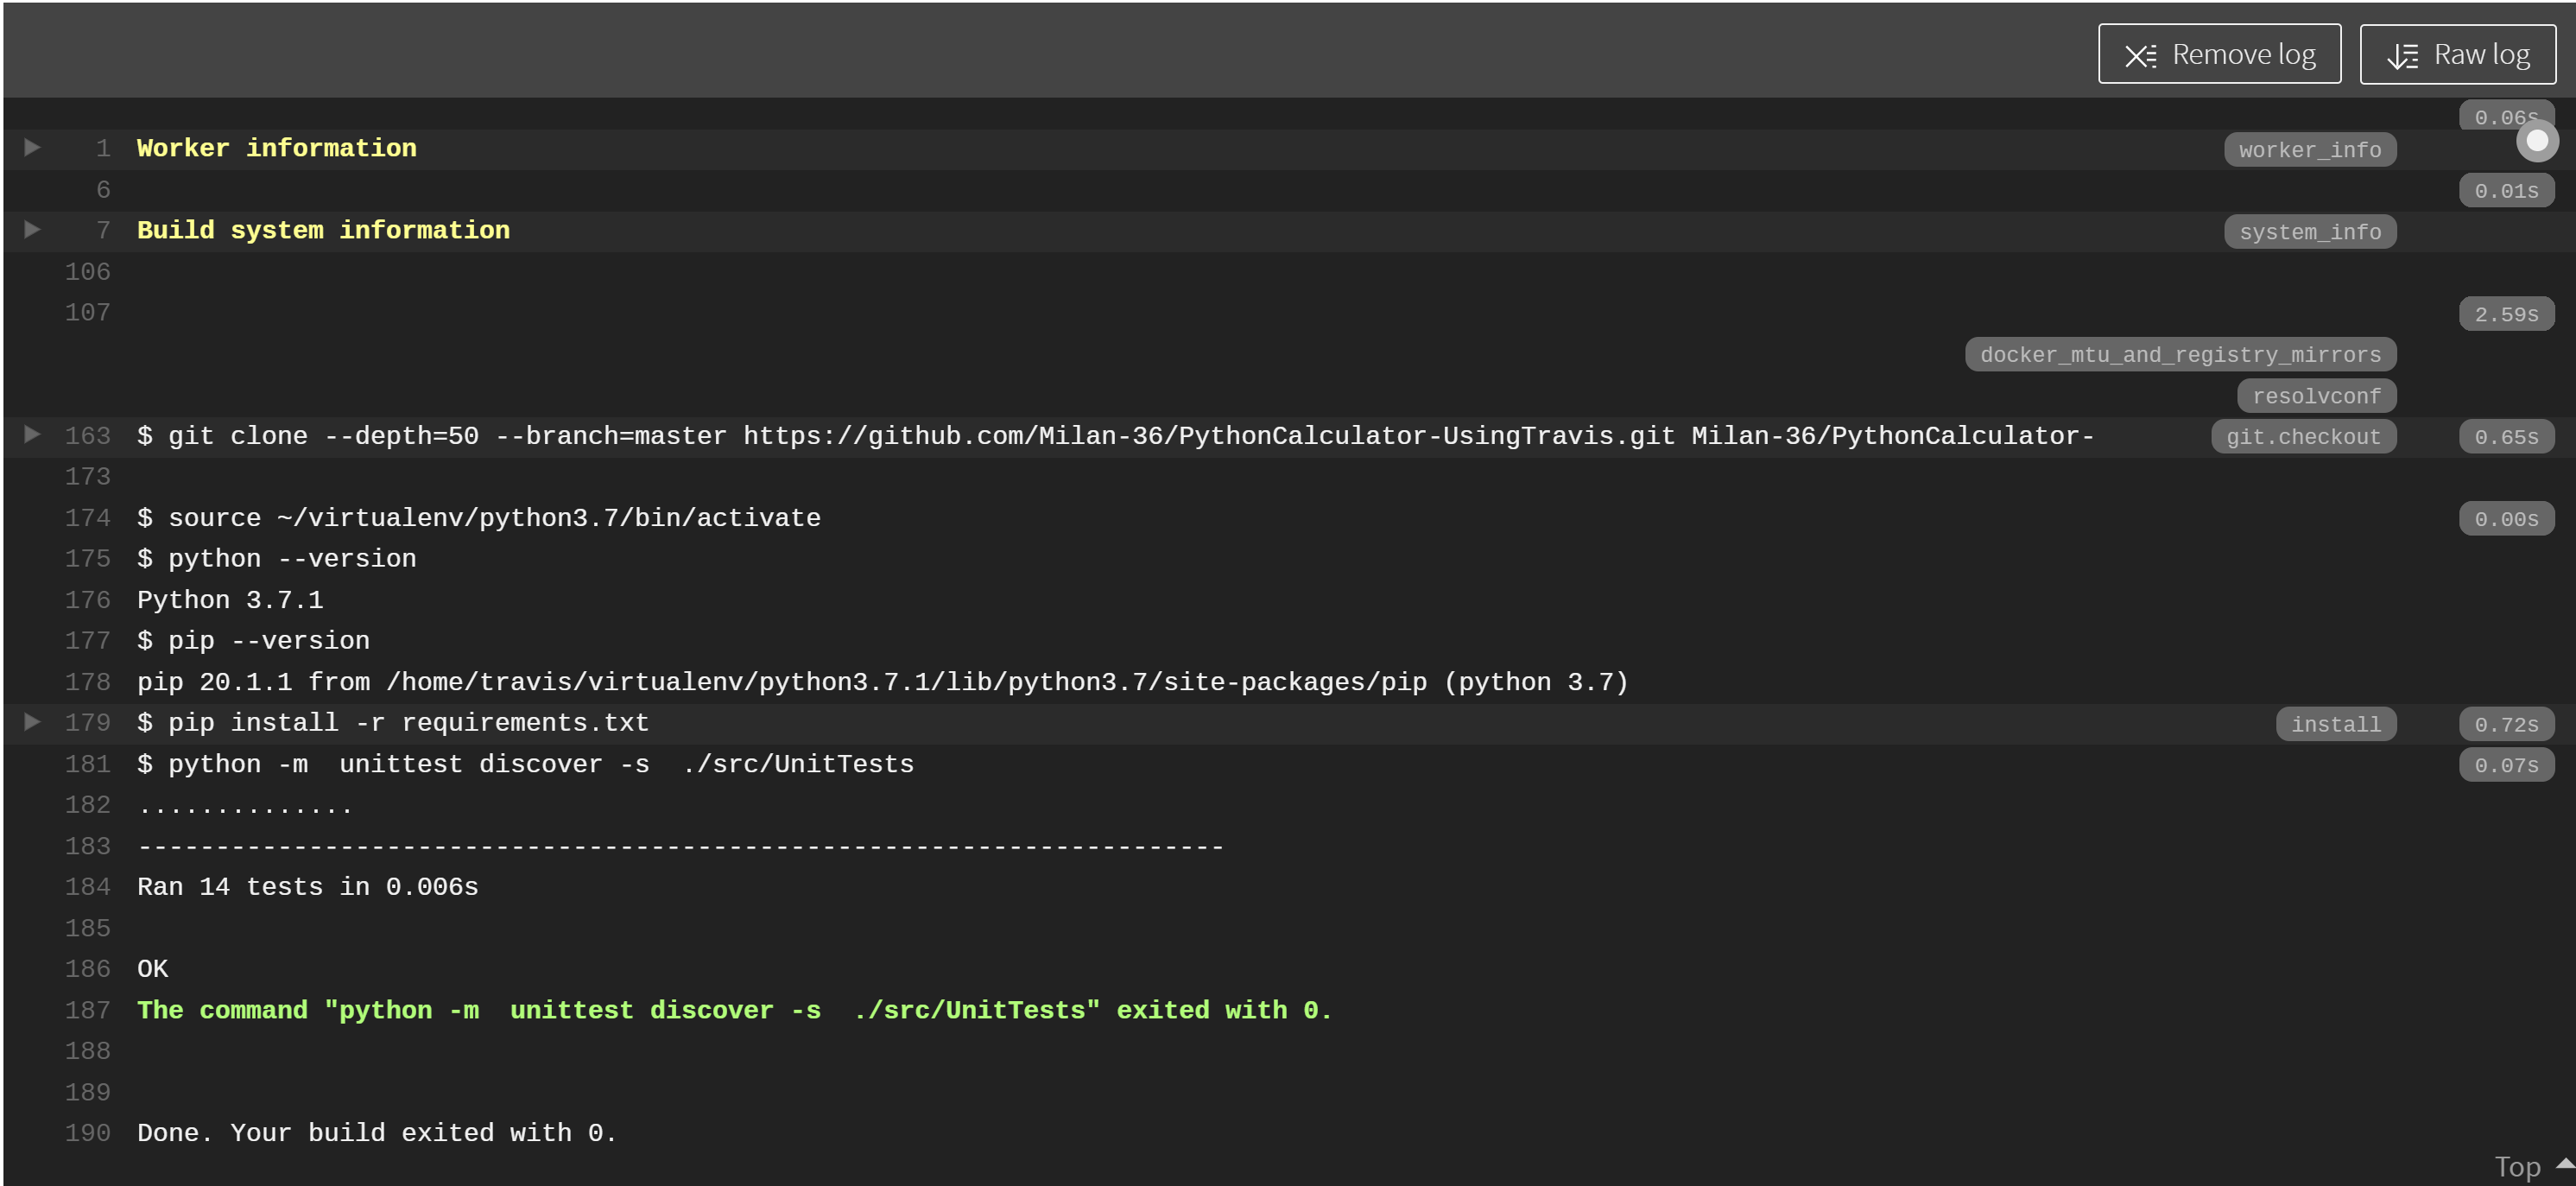 Remove log Raw log
0.06s
1 Worker information worker_info
6 0.01s
7 Build system information system_info
106
107 2.59s
docker_mtu_and_registry_mirrors
resolvconf
163 $ git clone --depth=50 --branch=master https://github.com/Milan-36/PythonCalculator-UsingTravis.git Milan-36/PythonCalculator- git.checkout 0.65s
173
174 $ source ~/virtualenv/python3.7/bin/activate 0.00s
175 $ python --version
176 Python 3.7.1
177 $ pip --version
178 pip 20.1.1 from /home/travis/virtualenv/python3.7.1/lib/python3.7/site-packages/pip (python 3.7)
179 $ pip install -r requirements.txt install 0.72s
181 $ python -m  unittest discover -s  ./src/UnitTests 0.07s
182 ..............
183 ----------------------------------------------------------------------
184 Ran 14 tests in 0.006s
185
186 OK
187 The command "python -m  unittest discover -s  ./src/UnitTests" exited with 0.
188
189
190 Done. Your build exited with 0.
Top